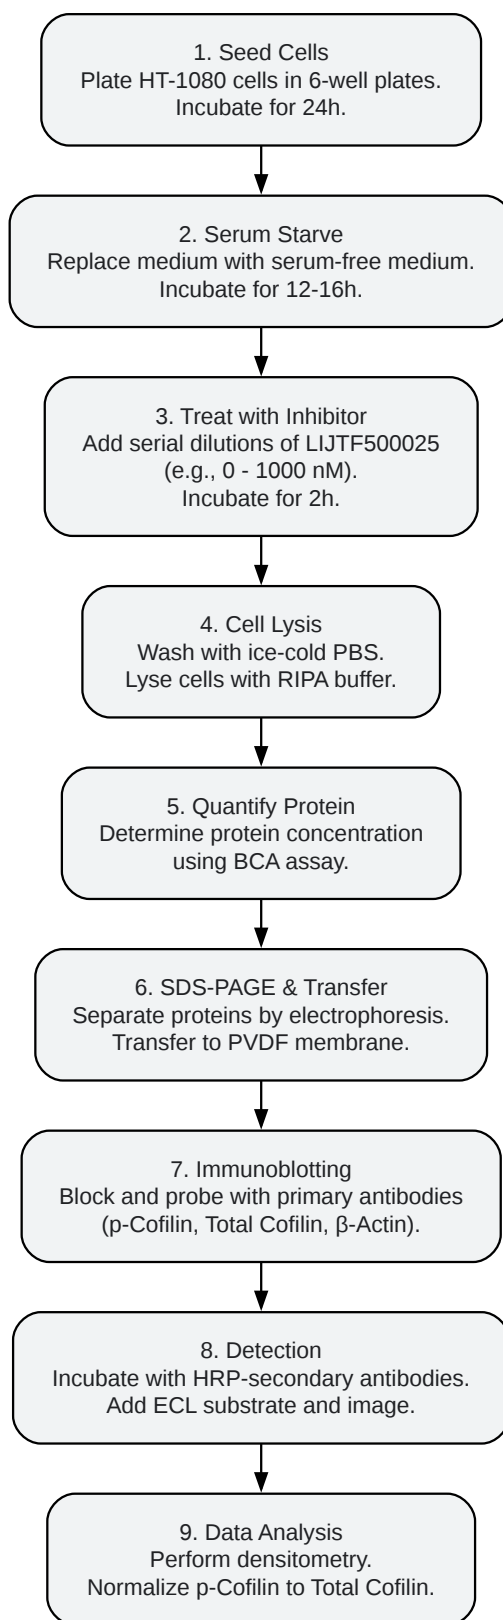 1. Seed Cells
Plate HT-1080 cells in 6-well plates.
Incubate for 24h.
2. Serum Starve
Replace medium with serum-free medium.
Incubate for 12-16h.
3. Treat with Inhibitor
Add serial dilutions of LIJTF500025
(e.g., 0 - 1000 nM).
Incubate for 2h.
4. Cell Lysis
Wash with ice-cold PBS.
Lyse cells with RIPA buffer.
5. Quantify Protein
Determine protein concentration
using BCA assay.
6. SDS-PAGE & Transfer
Separate proteins by electrophoresis.
Transfer to PVDF membrane.
7. Immunoblotting
Block and probe with primary antibodies
(p-Cofilin, Total Cofilin, β-Actin).
8. Detection
Incubate with HRP-secondary antibodies.
Add ECL substrate and image.
9. Data Analysis
Perform densitometry.
Normalize p-Cofilin to Total Cofilin.